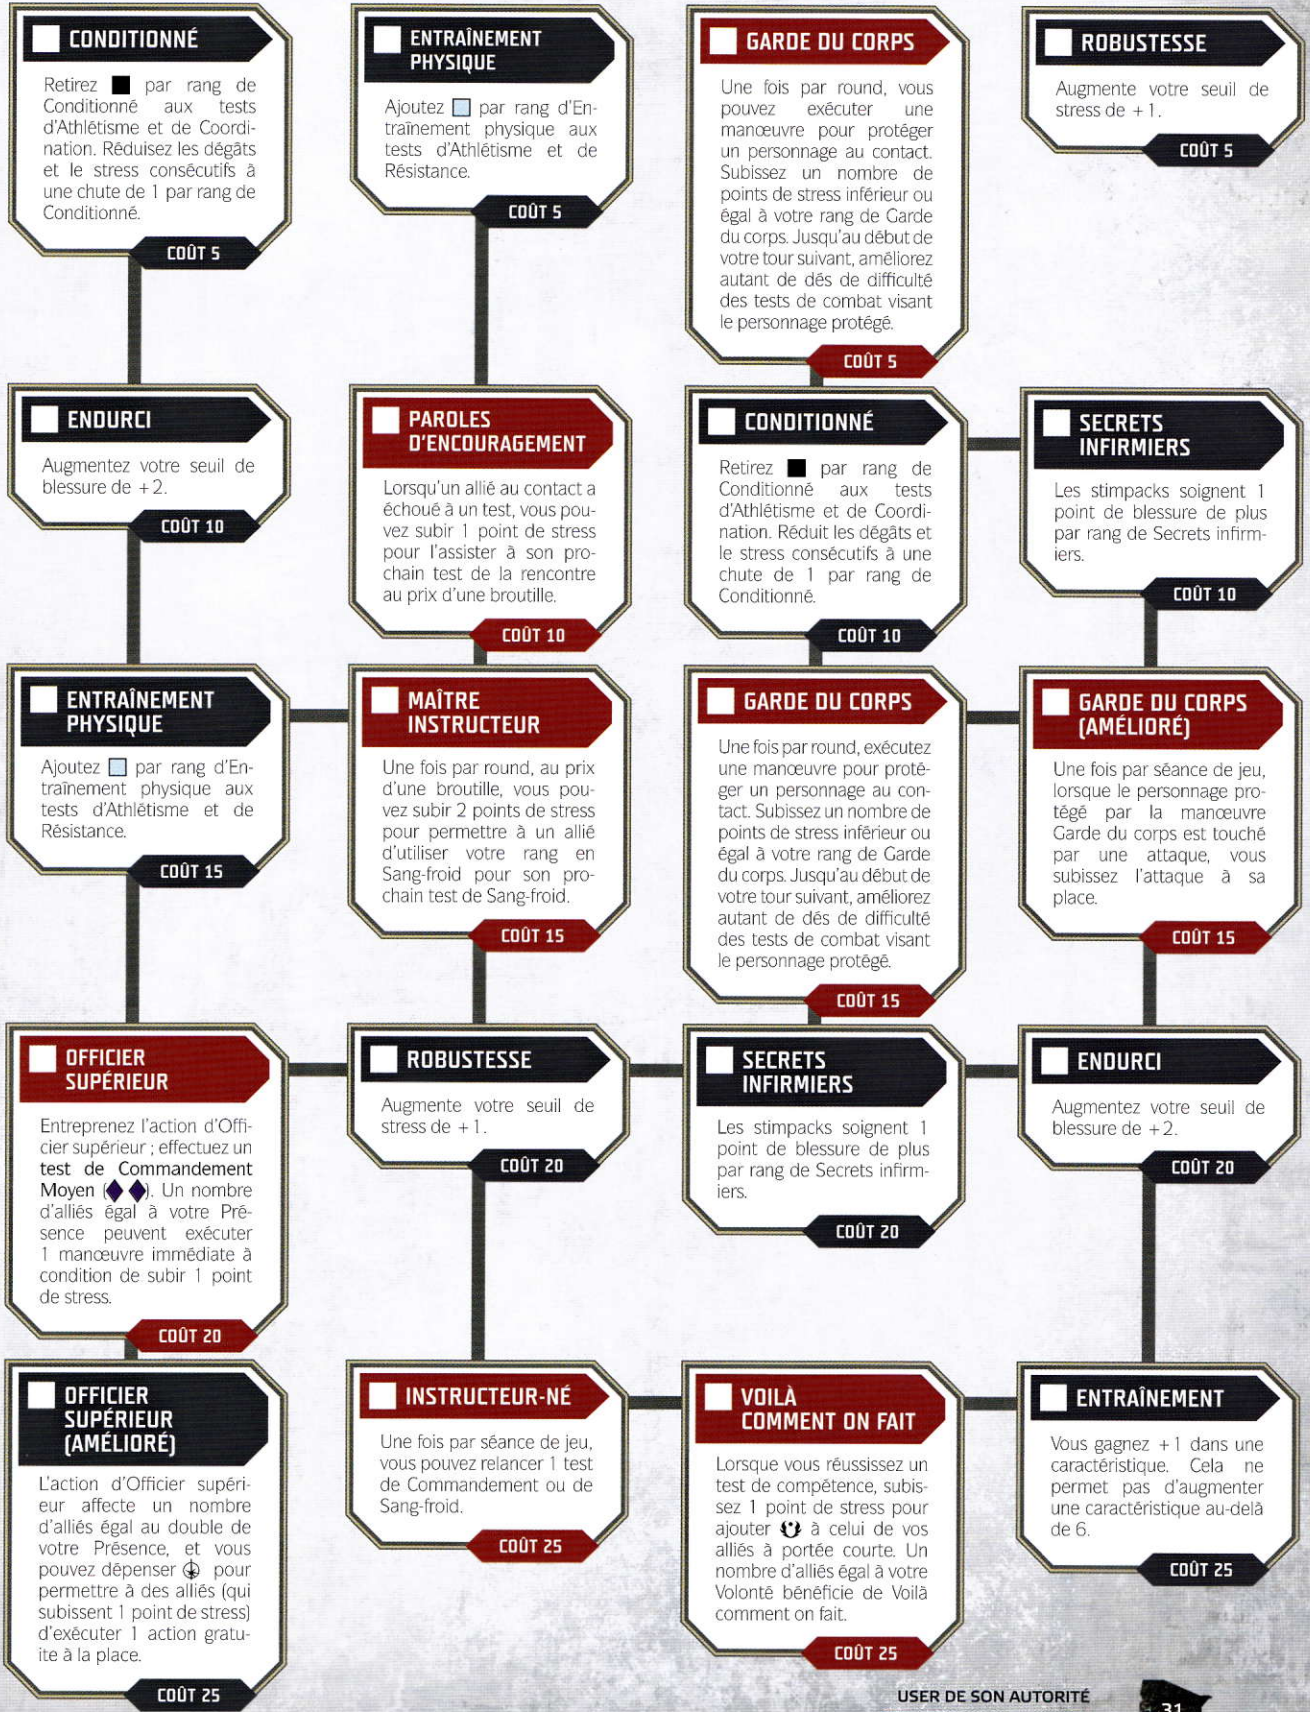 CONDITIONNÉ
Retirez par rang de
Conditionné aux tests
d'Athlétisme et de Coordi-
nation. Réduisez les dégâts
et le stress consécutifs à
une chute de 1 par rang de
Conditionné.
COÛT 5
ENTRAÎNEMENT
PHYSIQUE
Ajoutez par rang d'En-
traînement physique aux
tests d'Athlétisme et de
Résistance.
COÛT 5
GARDE DU CORPS
Une fois par round, vous
pouvez exécuter une
manœuvre pour protéger
un personnage au contact.
Subissez un nombre de
points de stress inférieur ou
égal à votre rang de Garde
du corps. Jusqu'au début de
votre tour suivant, améliorez
autant de dés de difficulté
des tests de combat visant
le personnage protégé.
COÛT 5
ROBUSTESSE
Augmente votre seuil de
stress de +1.
COÛT 5
ENDURCI
Augmentez votre seuil de
blessure de +2.
COÛT 10
PAROLES
D'ENCOURAGEMENT
Lorsqu'un allié au contact a
échoué à un test, vous pou-
vez subir 1 point de stress
pour l'assister à son pro-
chain test de la rencontre
au prix d'une broutille.
COÛT 10
CONDITIONNÉ
Retirez par rang de
Conditionné aux tests
d'Athlétisme et de Coordi-
nation. Réduit les dégâts et
le stress consécutifs à une
chute de 1 par rang de
Conditionné.
COÛT 10
SECRETS
INFIRMIERS
Les stimpacks soignent 1
point de blessure de plus
par rang de Secrets infirm-
iers.
COÛT 10
ENTRAÎNEMENT
PHYSIQUE
Ajoutez par rang d'En-
traînement physique aux
tests d'Athlétisme et de
Résistance.
COÛT 15
MAÎTRE
INSTRUCTEUR
Une fois par round, au prix
d'une broutille, vous pou-
vez subir 2 points de stress
pour permettre à un allié
d'utiliser votre rang en
Sang-froid pour son pro-
chain test de Sang-froid.
COÛT 15
GARDE DU CORPS
Une fois par round, exécutez
une manœuvre pour proté-
ger un personnage au con-
tact. Subissez un nombre de
points de stress inférieur ou
égal à votre rang de Garde
du corps. Jusqu'au début de
votre tour suivant, améliorez
autant de dés de difficulté
des tests de combat visant
le personnage protégé.
COÛT 15
GARDE DU CORPS
(AMÉLIORÉ)
Une fois par séance de jeu,
lorsque le personnage pro-
tégé par la manœuvre
Garde du corps est touché
par une attaque, vous
subissez l'attaque à sa
place.
COÛT 15
OFFICIER
SUPÉRIEUR
Entreprenez l'action d'Offi-
cier supérieur ; effectuez un
test de Commandement
Moyen (◆◆). Un nombre
d'alliés égal à votre Pré-
sence peuvent exécuter
1 manœuvre immédiate à
condition de subir 1 point
de stress.
COÛT 20
ROBUSTESSE
Augmente votre seuil de
stress de +1.
COÛT 20
SECRETS
INFIRMIERS
Les stimpacks soignent 1
point de blessure de plus
par rang de Secrets infirm-
iers.
COÛT 20
ENDURCI
Augmentez votre seuil de
blessure de +2.
COÛT 20
OFFICIER
SUPÉRIEUR
(AMÉLIORÉ)
L'action d'Officier supéri-
eur affecte un nombre
d'alliés égal au double de
votre Présence, et vous
pouvez dépenser pour
permettre à des alliés (qui
subissent 1 point de stress)
d'exécuter 1 action gratu-
ite à la place.
COÛT 25
INSTRUCTEUR-NÉ
Une fois par séance de jeu,
vous pouvez relancer 1 test
de Commandement ou de
Sang-froid.
COÛT 25
VOILÀ
COMMENT ON FAIT
Lorsque vous réussissez un
test de compétence, subis-
sez 1 point de stress pour
ajouter à celui de vos
alliés à portée courte. Un
nombre d'alliés égal à votre
Volonté bénéficie de Voilà
comment on fait.
COÛT 25
ENTRAÎNEMENT
Vous gagnez +1 dans une
caractéristique. Cela ne
permet pas d'augmenter
une caractéristique au-delà
de 6.
COÛT 25
USER DE SON AUTORITÉ
31